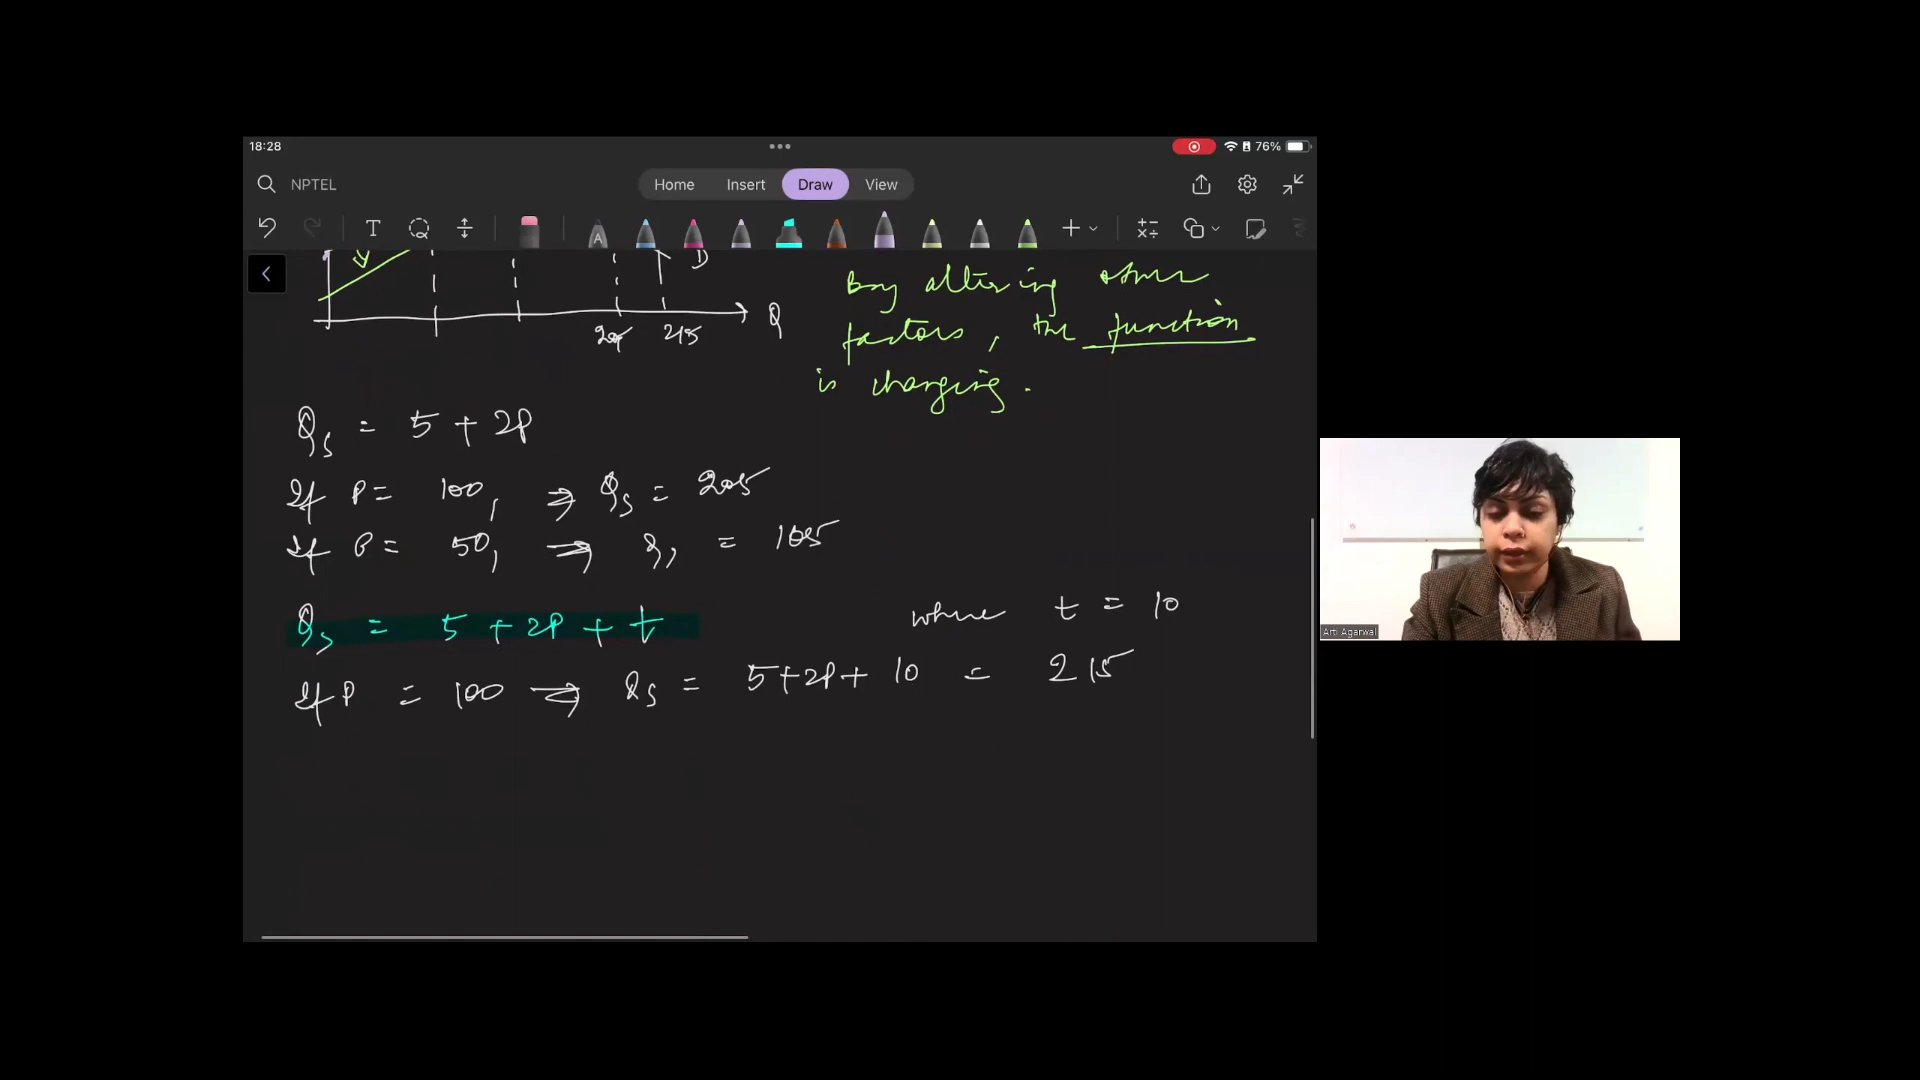 18:28
76%
NPTEL
Home Insert Draw View
T
A
D
Q
205 215
By altering other
factors, the function
is changing.
Qs = 5 + 2P
If P = 100, ⇒ Qs = 205
If P = 50, ⇒ Qs = 105
Qs = 5 + 2P + t where t = 10
If P = 100 ⇒ Qs = 5+2P+ 10 = 215
Arti Agarwal